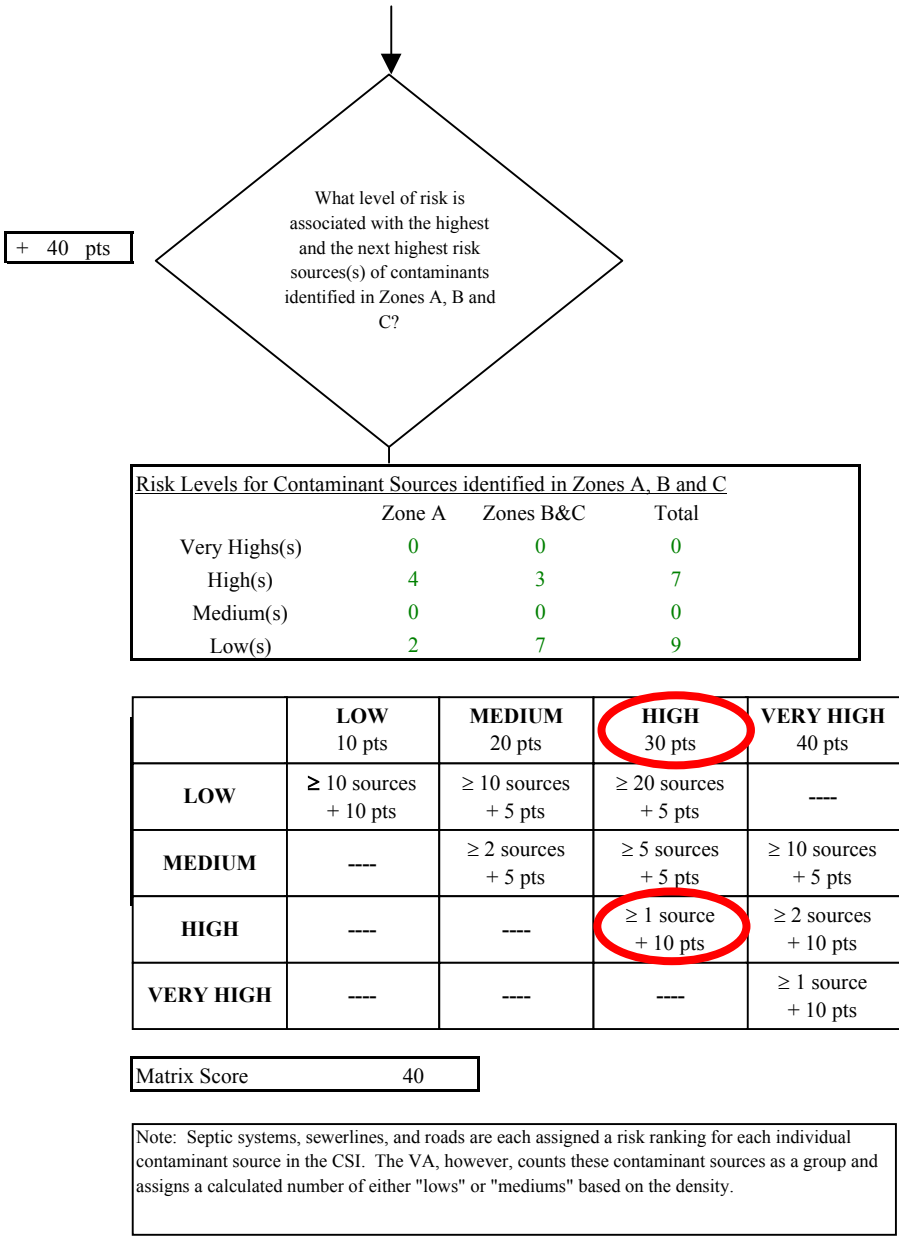 What level of risk is
associated with the highest
and the next highest risk
sources(s) of contaminants
identified in Zones A, B and
C?
+ 40 pts
Risk Levels for Contaminant Sources identified in Zones A, B and C
Zone A Zones B&C Total
Very Highs(s) 0 0 0
High(s) 4 3 7
Medium(s) 0 0 0
Low(s) 2 7 9
LOW MEDIUM HIGH VERY HIGH
10 pts 20 pts 30 pts 40 pts
LOW ≥ 10 sources ≥ 10 sources ≥ 20 sources ----
+ 10 pts + 5 pts + 5 pts
MEDIUM ---- ≥ 2 sources ≥ 5 sources ≥ 10 sources
+ 5 pts + 5 pts + 5 pts
HIGH ---- ---- ≥ 1 source ≥ 2 sources
+ 10 pts + 10 pts
VERY HIGH ---- ---- ---- ≥ 1 source
+ 10 pts
Matrix Score 40
Note: Septic systems, sewerlines, and roads are each assigned a risk ranking for each individual
contaminant source in the CSI. The VA, however, counts these contaminant sources as a group and
assigns a calculated number of either "lows" or "mediums" based on the density.